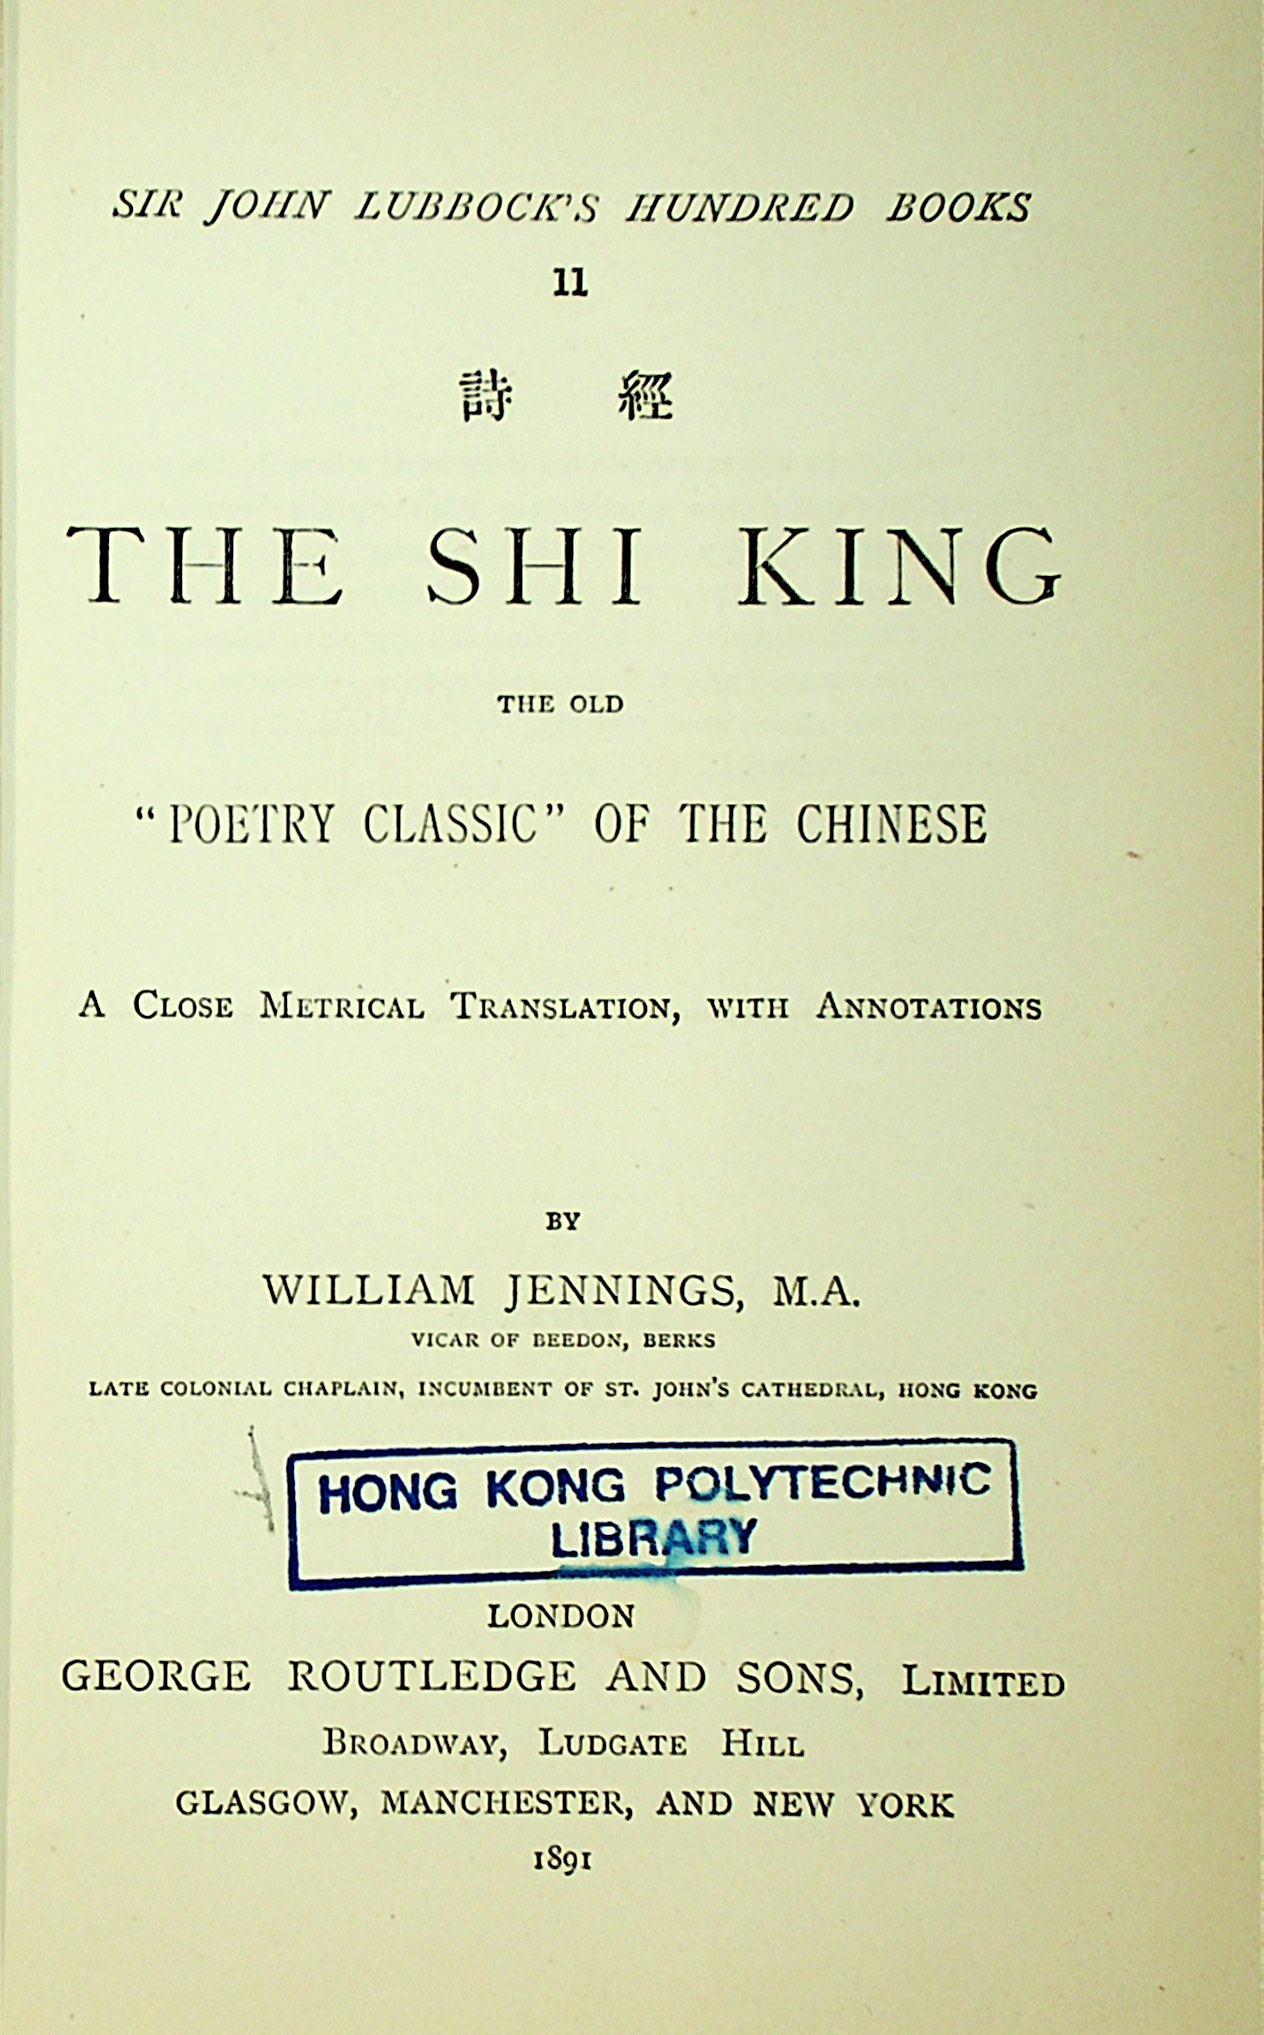 SIR JOHN LUBBOCK'S HUNDRED BOOKS
11
詩 經
THE SHI KING
THE OLD
“POETRY CLASSIC” OF THE CHINESE
A CLOSE METRICAL TRANSLATION, WITH ANNOTATIONS
BY
WILLIAM JENNINGS, M.A.
VICAR OF BEEDON, BERKS
LATE COLONIAL CHAPLAIN, INCUMBENT OF ST. JOHN'S CATHEDRAL, HONG KONG
HONG KONG POLYTECHNIC
LIBRARY
LONDON
GEORGE ROUTLEDGE AND SONS, LIMITED
BROADWAY, LUDGATE HILL
GLASGOW, MANCHESTER, AND NEW YORK
1891